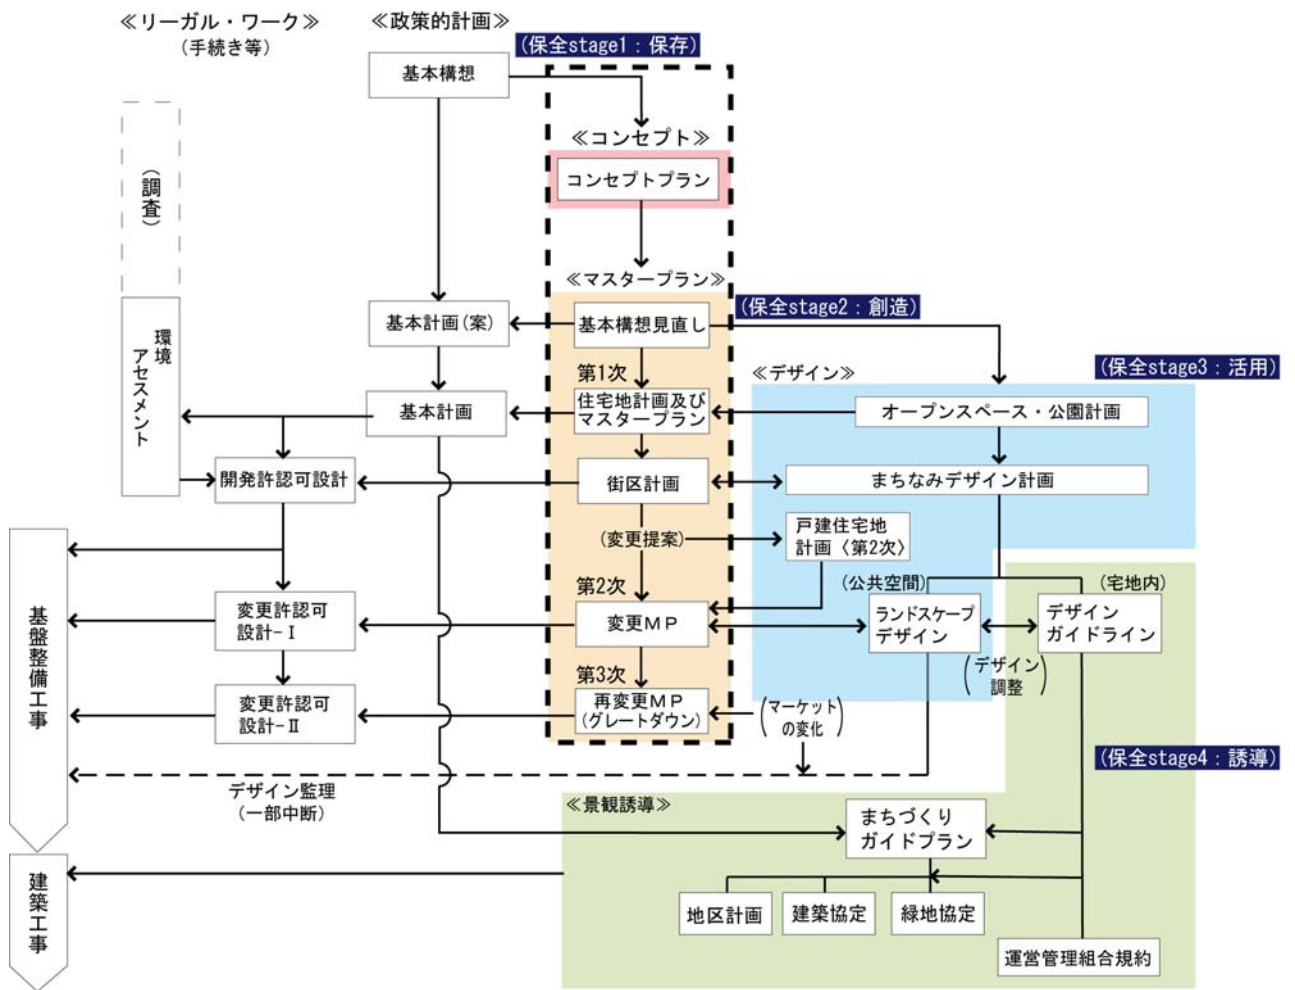 ≪リーガル・ワーク≫
(手続き等)
≪政策的計画≫
(保全stage1:保存)
基本構想
≪コンセプト≫
コンセプトプラン
(調査)
≪マスタープラン≫
(保全stage2:創造)
環境
アセスメント
基本計画(案)
基本構想見直し
(保全stage3:活用)
第1次
≪デザイン≫
基本計画
住宅地計画及び
マスタープラン
オープンスペース・公園計画
開発許認可設計
街区計画
まちなみデザイン計画
(変更提案)
戸建住宅地
計画〈第2次〉
第2次
(公共空間)
(宅地内)
基盤整備工事
変更許認可
設計-Ⅰ
変更MP
ランドスケープ
デザイン
デザイン
ガイドライン
第3次
(デザイン
調整)
変更許認可
設計-Ⅱ
再変更MP
(グレートダウン)
(マーケット
の変化)
(保全stage4:誘導)
デザイン監理
(一部中断)
≪景観誘導≫
まちづくり
ガイドプラン
建築工事
地区計画
建築協定
緑地協定
運営管理組合規約